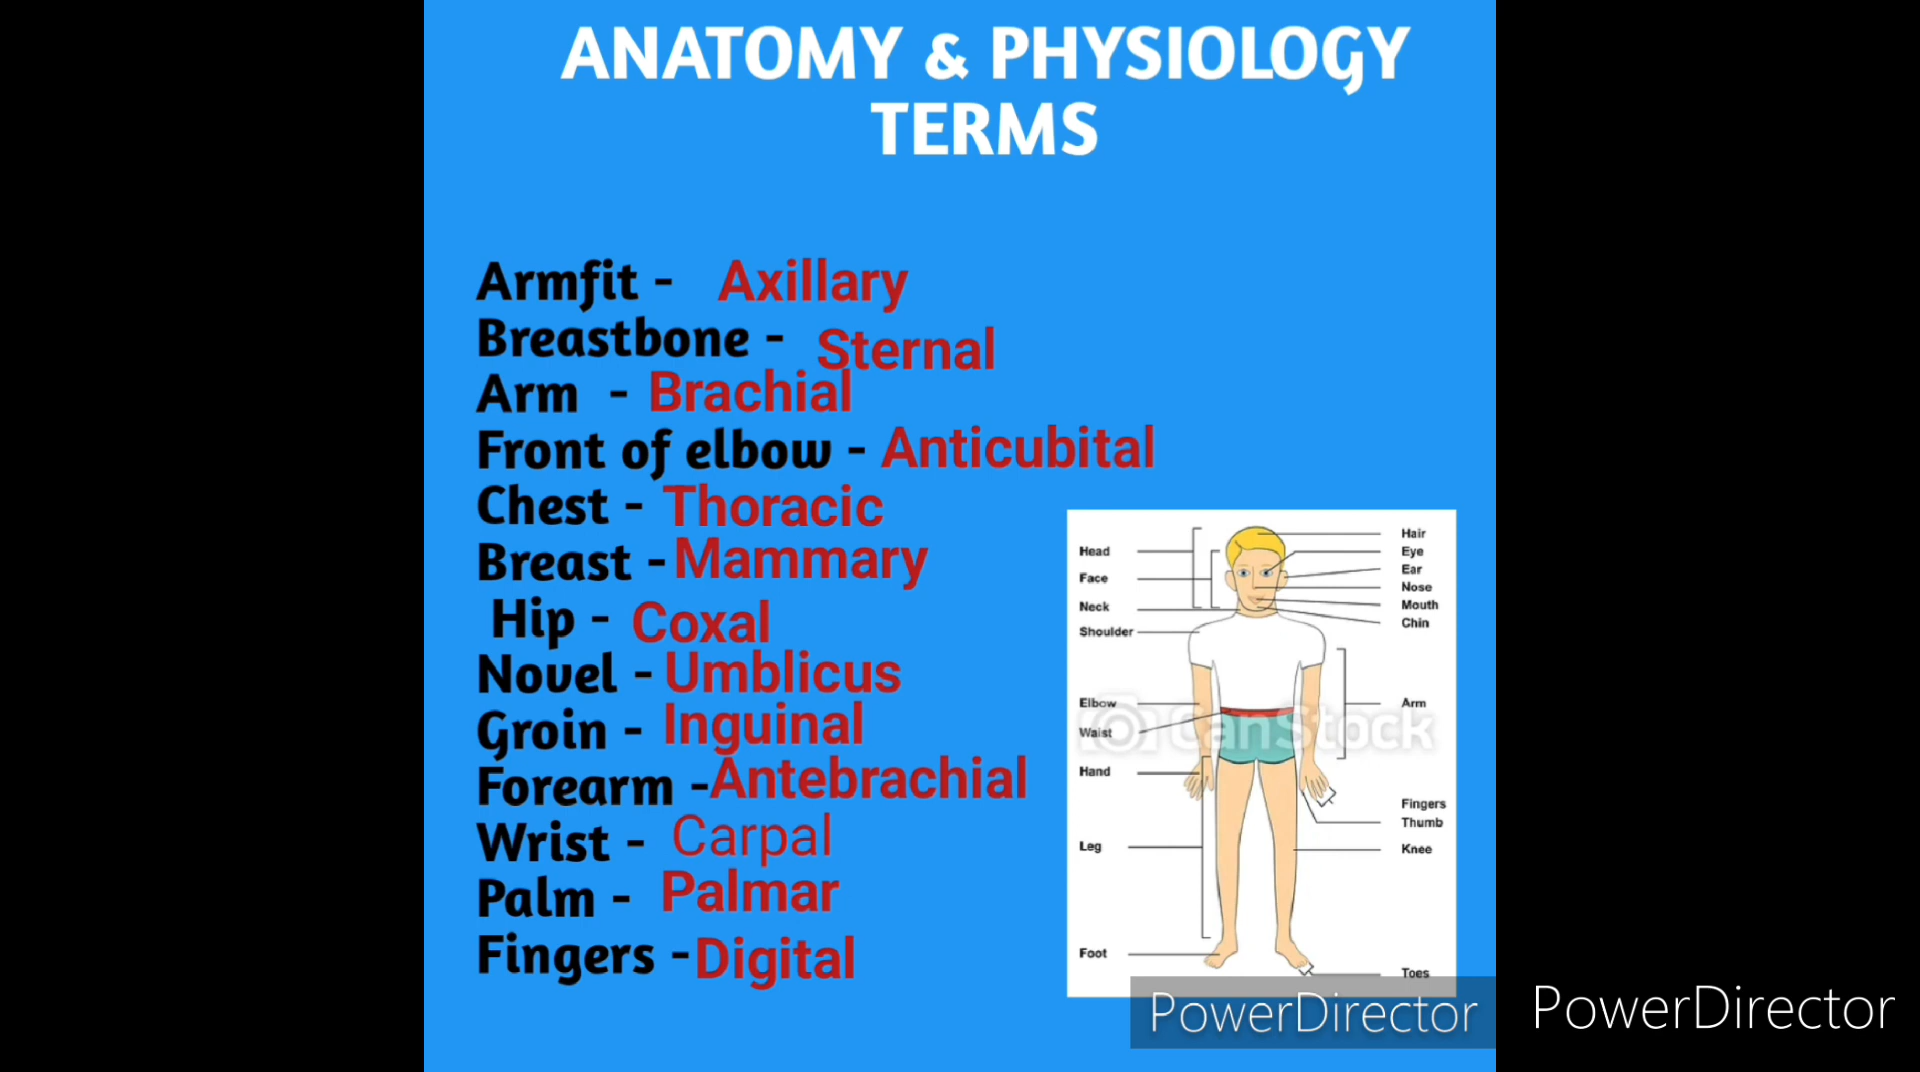 ANATOMY & PHYSIOLOGY
TERMS
Armfit - Axillary
Breastbone - Sternal
Arm - Brachial
Front of elbow - Anticubital
Chest - Thoracic
Breast - Mammary
Hip - Coxal
Novel - Umblicus
Groin - Inguinal
Forearm - Antebrachial
Wrist - Carpal
Palm - Palmar
Fingers - Digital
Head
Face
Neck
Shoulder
Elbow
Waist
Hand
Leg
Foot
Hair
Eye
Ear
Nose
Mouth
Chin
Arm
Fingers
Thumb
Knee
Toes
CanStock
PowerDirector
PowerDirector